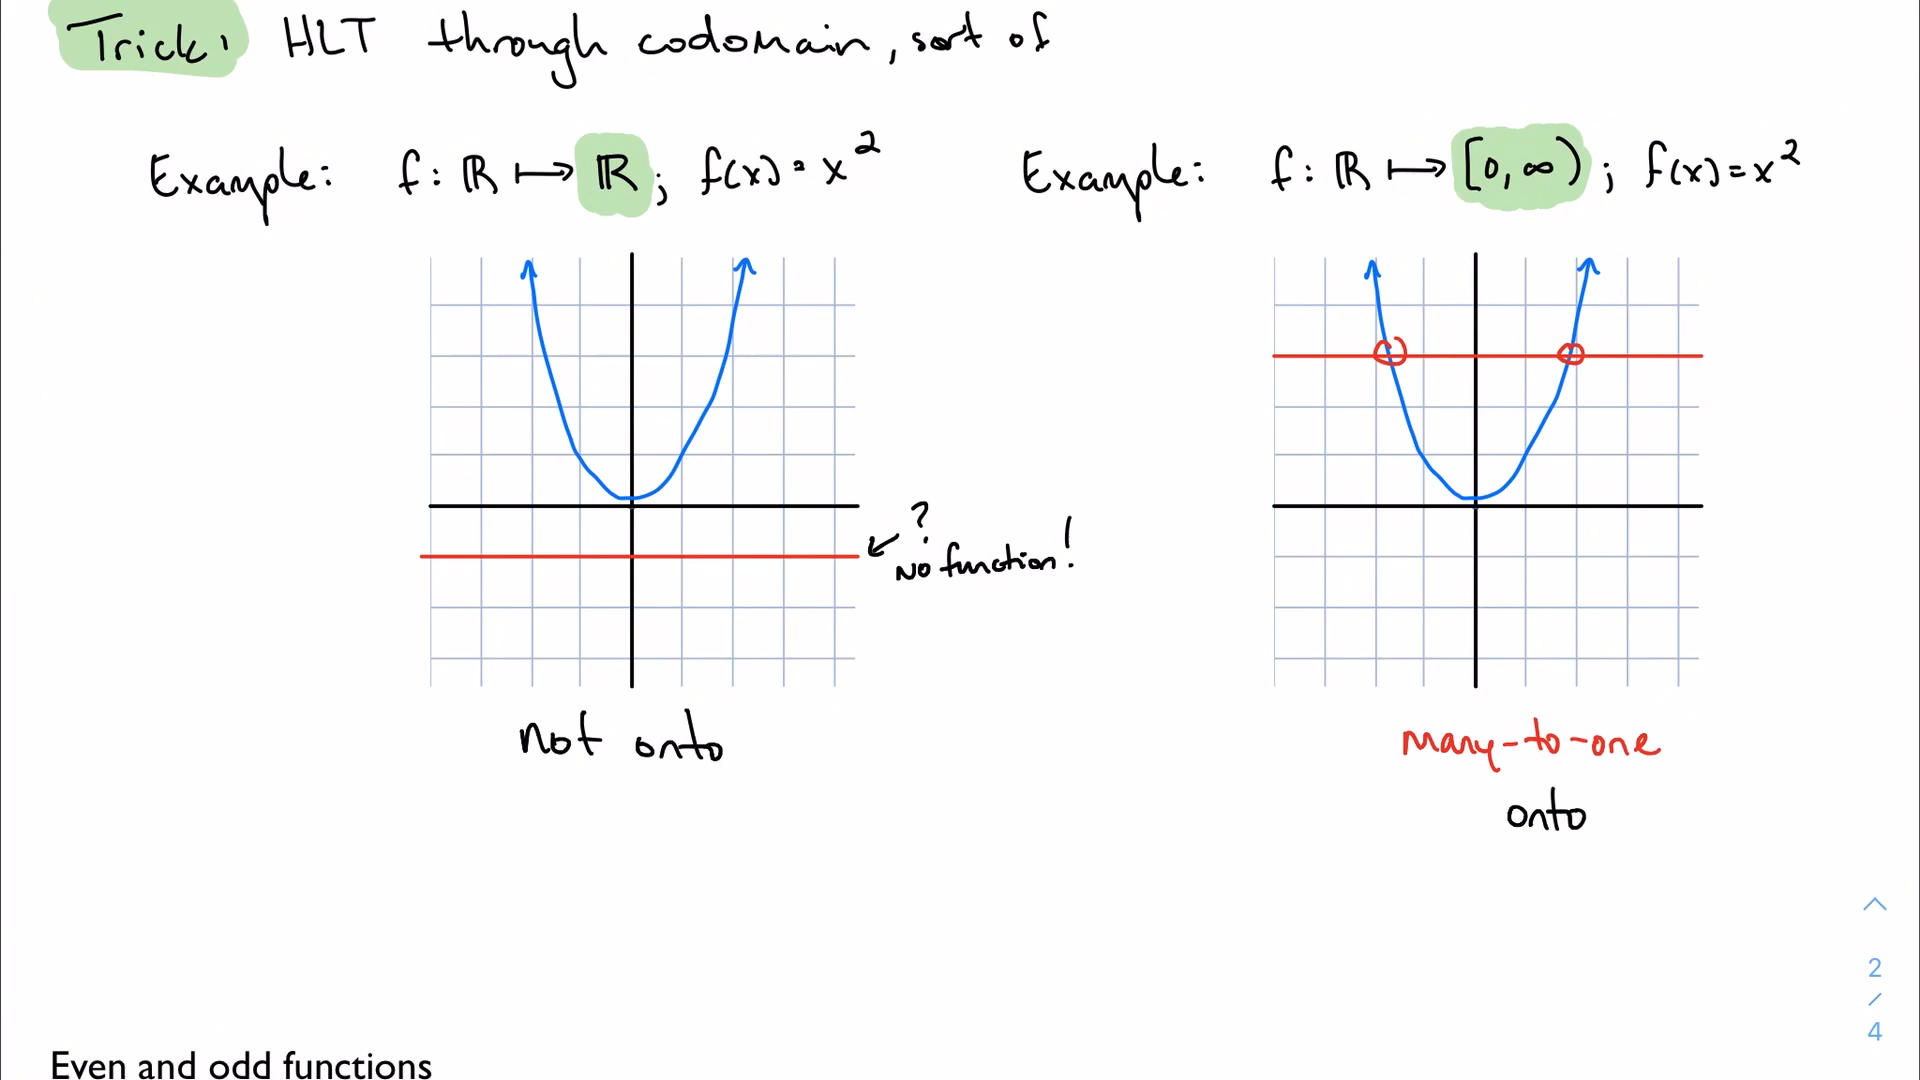 Trick: HLT through codomain, sort of
Example: f: ℝ ↦ ℝ; f(x) = x²
Example: f: ℝ ↦ [0, ∞); f(x) = x²
?
No function!
not onto
many-to-one
onto
^
2
/
4
Even and odd functions